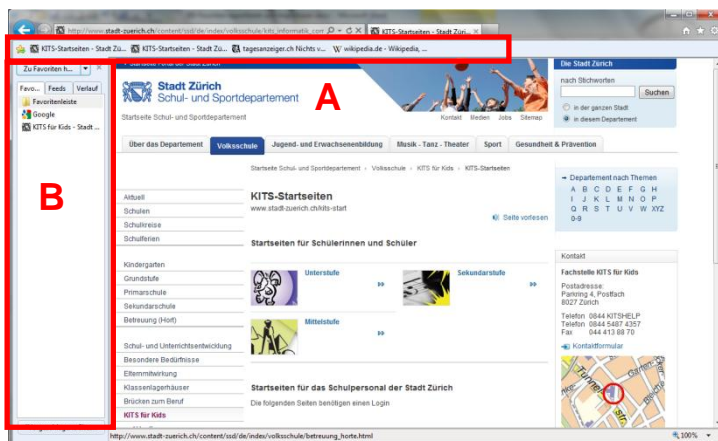 http://www.stadt-zuerich.ch/content/ssd/de/index/volksschule/kits_informatik_com
KITS-Startseiten - Stadt Züri...
KITS-Startseiten - Stadt Zu... KITS-Startseiten - Stadt Zu... tagesanzeiger.ch Nichts v... wikipedia.de - Wikipedia, ...
Zu Favoriten h...
Favo... Feeds Verlauf
Favoritenleiste
Google
KITS für Kids - Stadt ...
A
B
Stadt Zürich
Schul- und Sportdepartement
Startseite Schul- und Sportdepartement
Kontakt Medien Jobs Sitemap
Die Stadt Zürich
nach Stichworten
Suchen
in der ganzen Stadt
in diesem Departement
Über das Departement Volksschule Jugend- und Erwachsenenbildung Musik - Tanz - Theater Sport Gesundheit & Prävention
Startseite Schul- und Sportdepartement › Volksschule › KITS für Kids › KITS-Startseiten
Aktuell
Schulen
Schulkreise
Schulferien
Kindergarten
Grundstufe
Primarschule
Sekundarschule
Betreuung (Hort)
Schul- und Unterrichtsentwicklung
Besondere Bedürfnisse
Elternmitwirkung
Klassenlagerhäuser
Brücken zum Beruf
KITS für Kids
KITS-Startseiten
www.stadt-zuerich.ch/kits-start
Seite vorlesen
Startseiten für Schülerinnen und Schüler
Unterstufe
Sekundarstufe
Mittelstufe
Startseiten für das Schulpersonal der Stadt Zürich
Die folgenden Seiten benötigen einen Login
Departement nach Themen
A B C D E F G H
I J K L M N O P
Q R S T U V W XYZ
0-9
Kontakt
Fachstelle KITS für Kids
Postadresse:
Parkring 4, Postfach
8027 Zürich
Telefon 0844 KITSHELP
Telefon 0844 5487 4357
Fax 044 413 88 70
Kontaktformular
http://www.stadt-zuerich.ch/content/ssd/de/index/volksschule/betreuung_horte.html
100%